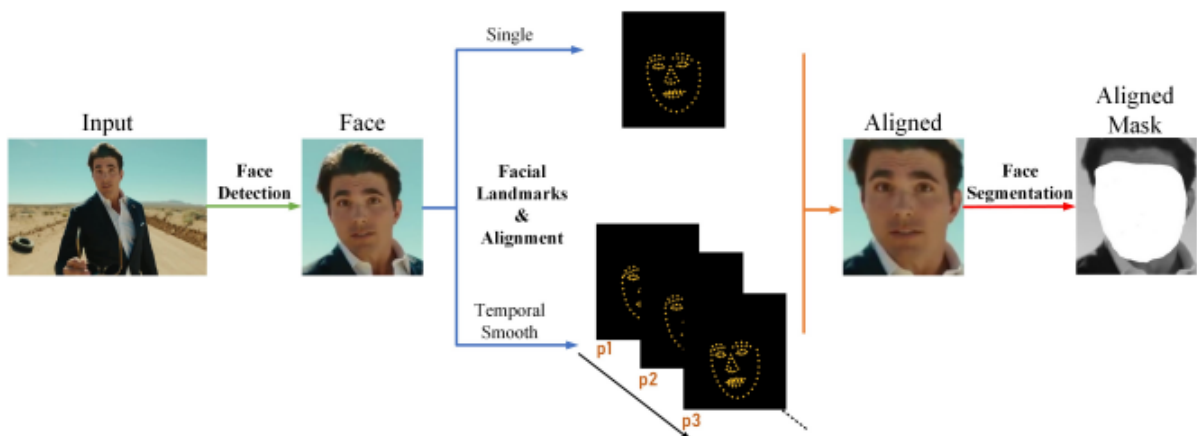 Input
Face
Detection
Face
Single
Facial
Landmarks
&
Alignment
Temporal
Smooth
p1
p2
p3
Aligned
Face
Segmentation
Aligned
Mask